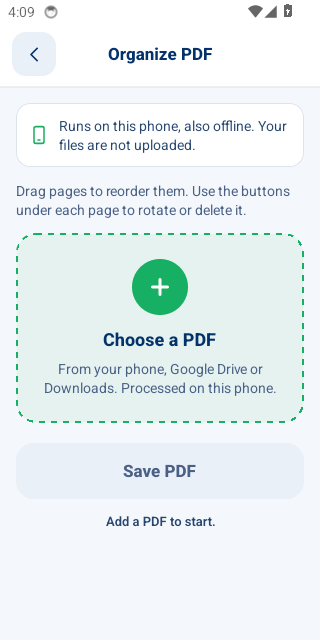 4:09
Organize PDF
Runs on this phone, also offline. Your
files are not uploaded.
Drag pages to reorder them. Use the buttons
under each page to rotate or delete it.
Choose a PDF
From your phone, Google Drive or
Downloads. Processed on this phone.
Save PDF
Add a PDF to start.